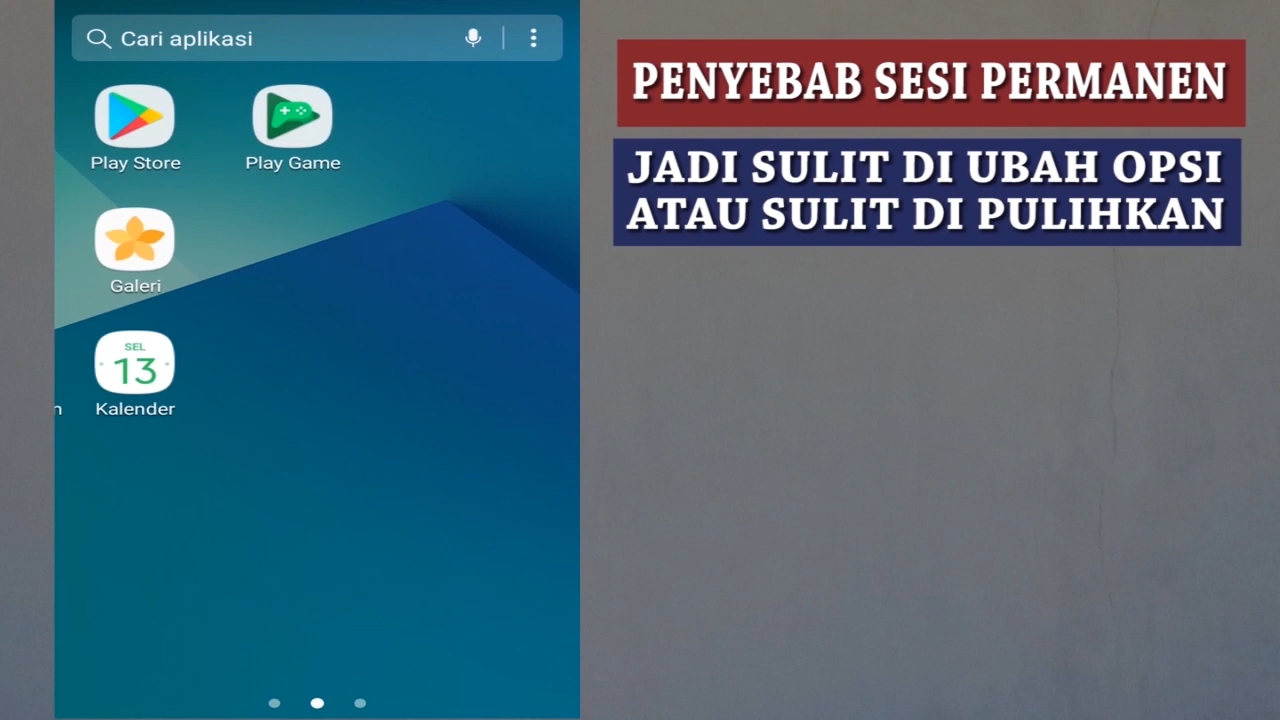 Cari aplikasi
Play Store
Play Game
Galeri
SEL
13
n
Kalender
PENYEBAB SESI PERMANEN
JADI SULIT DI UBAH OPSI
ATAU SULIT DI PULIHKAN